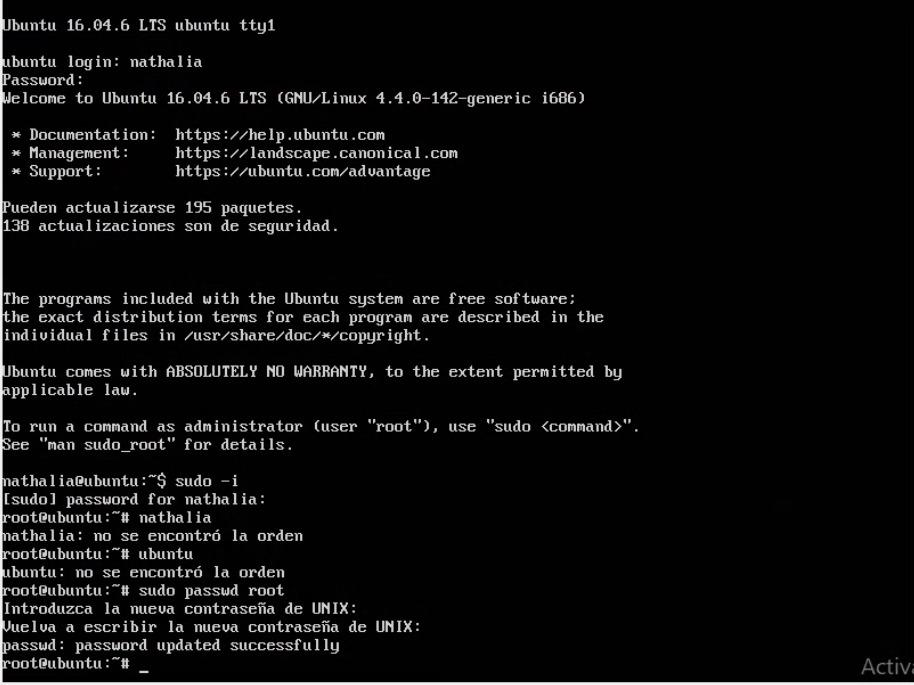 Ubuntu 16.04.6 LTS ubuntu tty1
ubuntu login: nathalia
Password:
Welcome to Ubuntu 16.04.6 LTS (GNU/Linux 4.4.0-142-generic i686)
* Documentation: https://help.ubuntu.com
* Management: https://landscape.canonical.com
* Support: https://ubuntu.com/advantage
Pueden actualizarse 195 paquetes.
138 actualizaciones son de seguridad.
The programs included with the Ubuntu system are free software;
the exact distribution terms for each program are described in the
individual files in /usr/share/doc/*/copyright.
Ubuntu comes with ABSOLUTELY NO WARRANTY, to the extent permitted by
applicable law.
To run a command as administrator (user "root"), use "sudo <command>".
See "man sudo_root" for details.
nathalia@ubuntu:~$ sudo -i
[sudo] password for nathalia:
root@ubuntu:~# nathalia
nathalia: no se encontró la orden
root@ubuntu:~# ubuntu
ubuntu: no se encontró la orden
root@ubuntu:~# sudo passwd root
Introduzca la nueva contraseña de UNIX:
Vuelva a escribir la nueva contraseña de UNIX:
passwd: password updated successfully
root@ubuntu:~# _
Activa